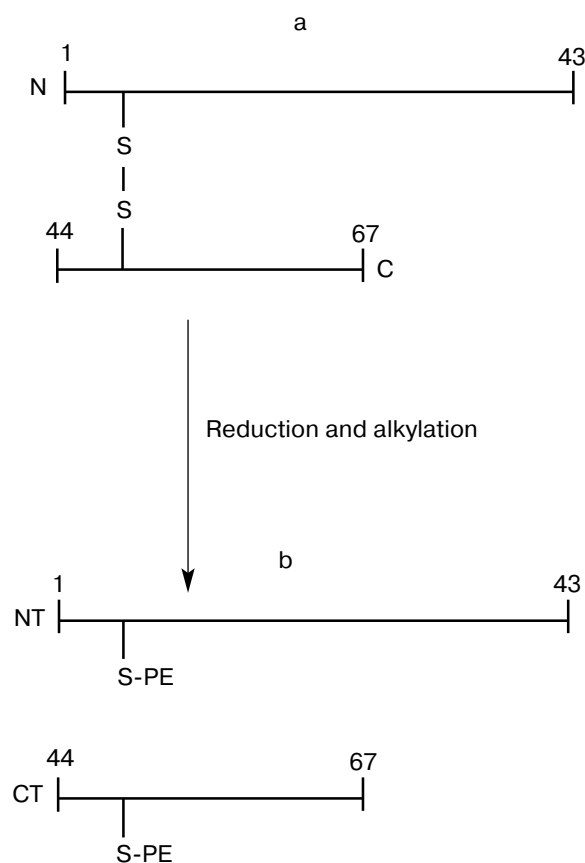 a
1
43
N
S
S
44
67
C
Reduction and alkylation
b
1
43
NT
S-PE
44
67
CT
S-PE